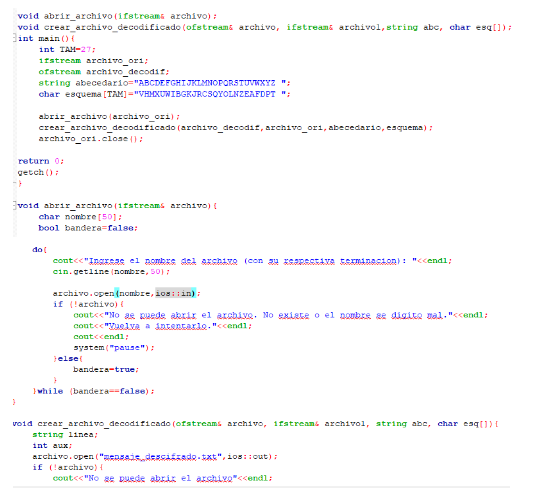 void abrir_archivo(ifstream& archivo);
void crear_archivo_decodificado(ofstream& archivo, ifstream& archivo1,string abc, char esq[]);
int main(){
int TAM=27;
ifstream archivo_ori;
ofstream archivo_decodif;
string abecedario="ABCDEFGHIJKLMNOPQRSTUVWXYZ ";
char esquema[TAM]="VHMXUWIBGKJRCSQYOLNZEAFDPT ";
abrir_archivo(archivo_ori);
crear_archivo_decodificado(archivo_decodif,archivo_ori,abecedario,esquema);
archivo_ori.close();
return 0;
getch();
}
void abrir_archivo(ifstream& archivo){
char nombre[50];
bool bandera=false;
do{
cout<<"Ingrese el nombre del archivo (con su respectiva terminacion): "<<endl;
cin.getline(nombre,50);
archivo.open(nombre,ios::in);
if (!archivo){
cout<<"No se puede abrir el archivo. No existe o el nombre se digito mal."<<endl;
cout<<"Vuelva a intentarlo."<<endl;
cout<<endl;
system("pause");
}else{
bandera=true;
}
}while (bandera==false);
}
void crear_archivo_decodificado(ofstream& archivo, ifstream& archivo1, string abc, char esq[]){
string linea;
int aux;
archivo.open("mensaje_descifrado.txt",ios::out);
if (!archivo){
cout<<"No se puede abrir el archivo"<<endl;